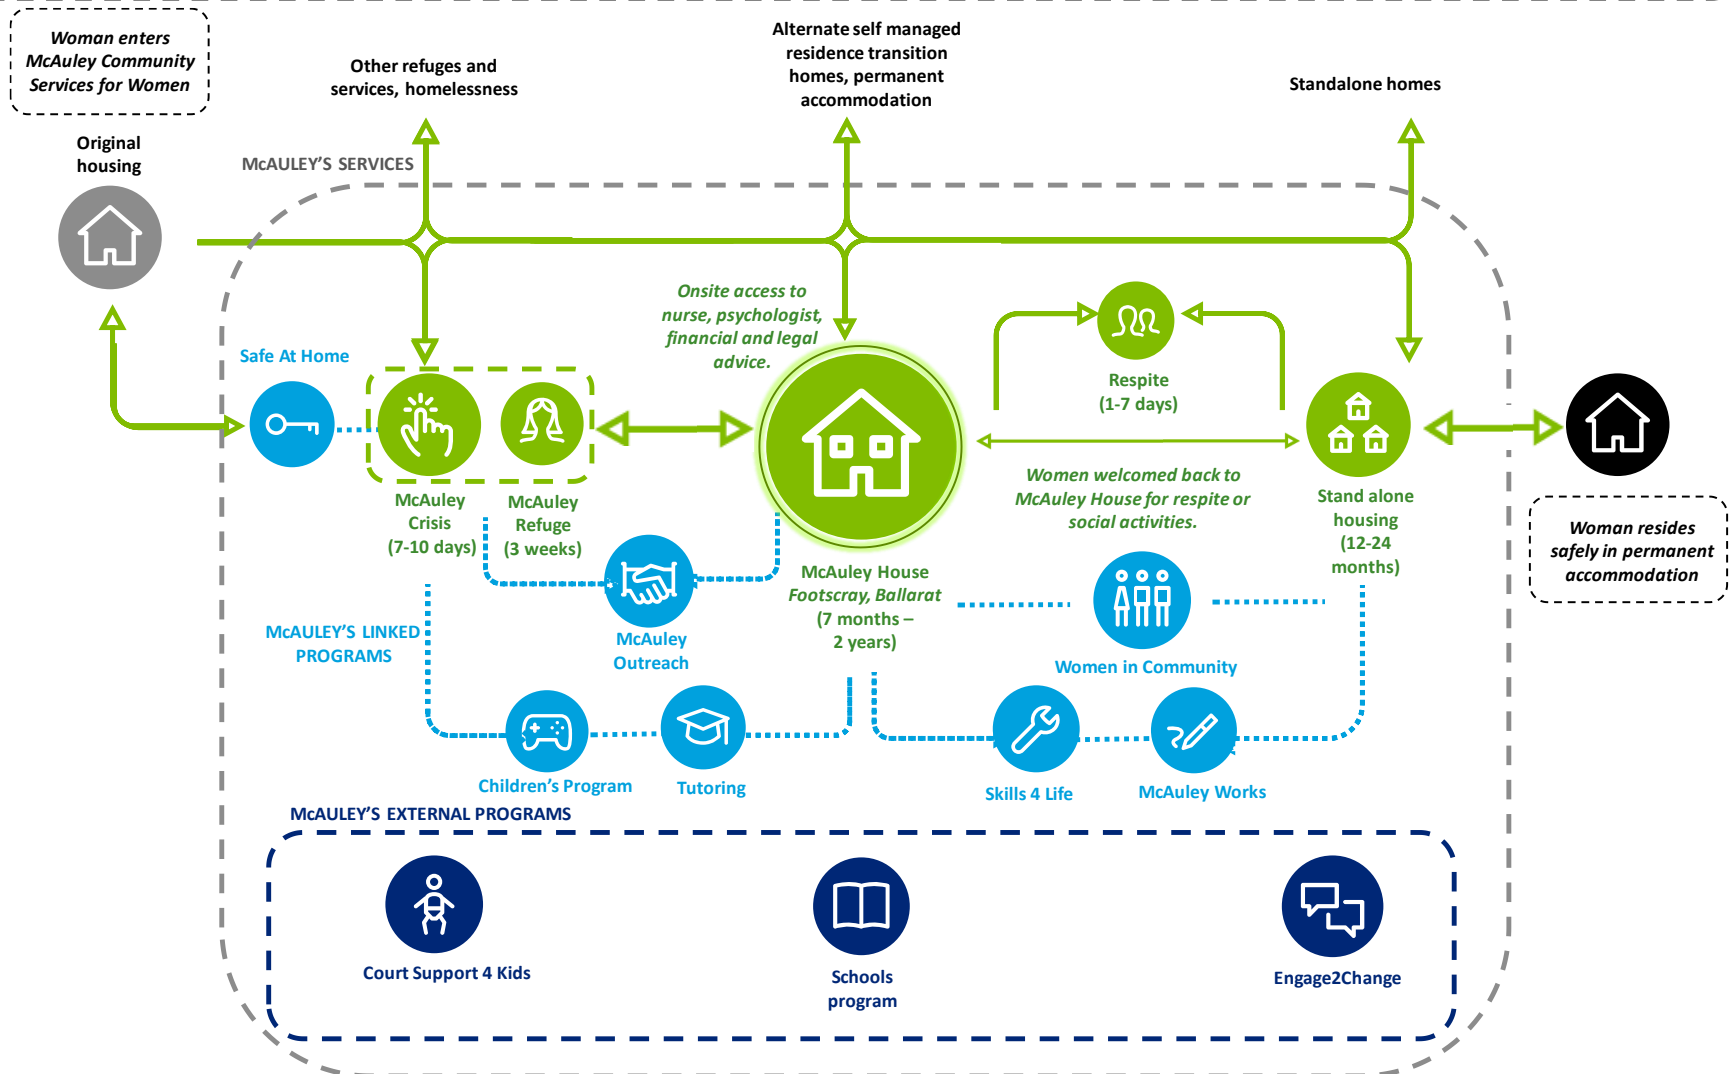 Woman enters
McAuley Community
Services for Women
Original
housing
Other refuges and
services, homelessness
Alternate self managed
residence transition
homes, permanent
accommodation
Standalone homes
McAULEY'S SERVICES
Onsite access to
nurse, psychologist,
financial and legal
advice.
Safe At Home
Respite
(1-7 days)
McAuley
Crisis
(7-10 days)
McAuley
Refuge
(3 weeks)
Women welcomed back to
McAuley House for respite or
social activities.
Stand alone
housing
(12-24
months)
Woman resides
safely in permanent
accommodation
McAuley House
Footscray, Ballarat
(7 months –
2 years)
McAULEY'S LINKED
PROGRAMS
McAuley
Outreach
Women in Community
Children's Program
Tutoring
Skills 4 Life
McAuley Works
McAULEY'S EXTERNAL PROGRAMS
Court Support 4 Kids
Schools
program
Engage2Change